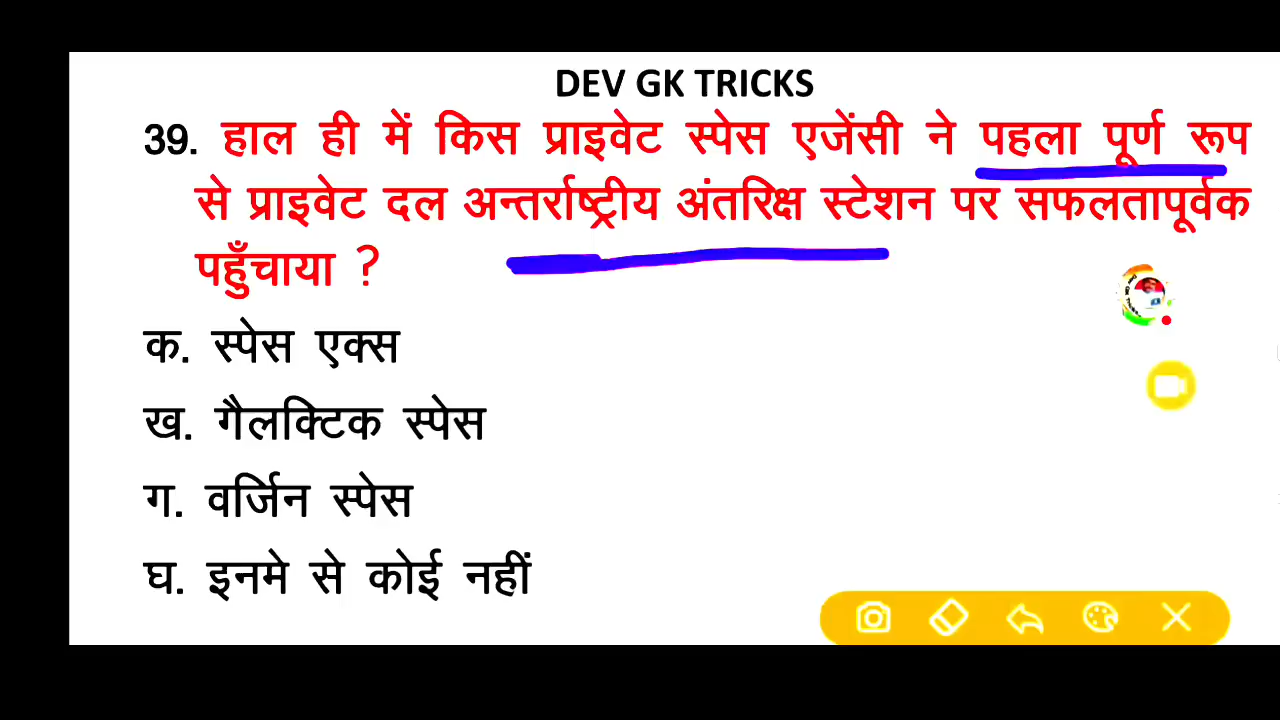 DEV GK TRICKS
39. हाल ही में किस प्राइवेट स्पेस एजेंसी ने पहला पूर्ण रूप
से प्राइवेट दल अन्तर्राष्ट्रीय अंतरिक्ष स्टेशन पर सफलतापूर्वक
पहुँचाया ?
क. स्पेस एक्स
ख. गैलक्टिक स्पेस
ग. वर्जिन स्पेस
घ. इनमे से कोई नहीं